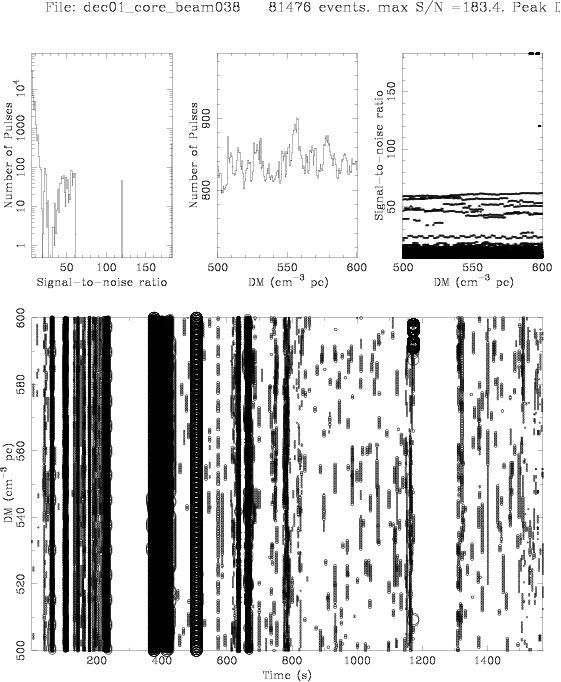 File: dec01_core_beam038 81476 events. max S/N =183.4. Peak D
Number of Pulses
10⁴
1000
100
10
1
50 100 150
Signal-to-noise ratio
Number of Pulses
900
800
500 550 600
DM (cm⁻³ pc)
Signal-to-noise ratio
150
100
50
500 550 600
DM (cm⁻³ pc)
DM (cm⁻³ pc)
600
580
560
540
520
500
200 400 600 800 1000 1200 1400
Time (s)